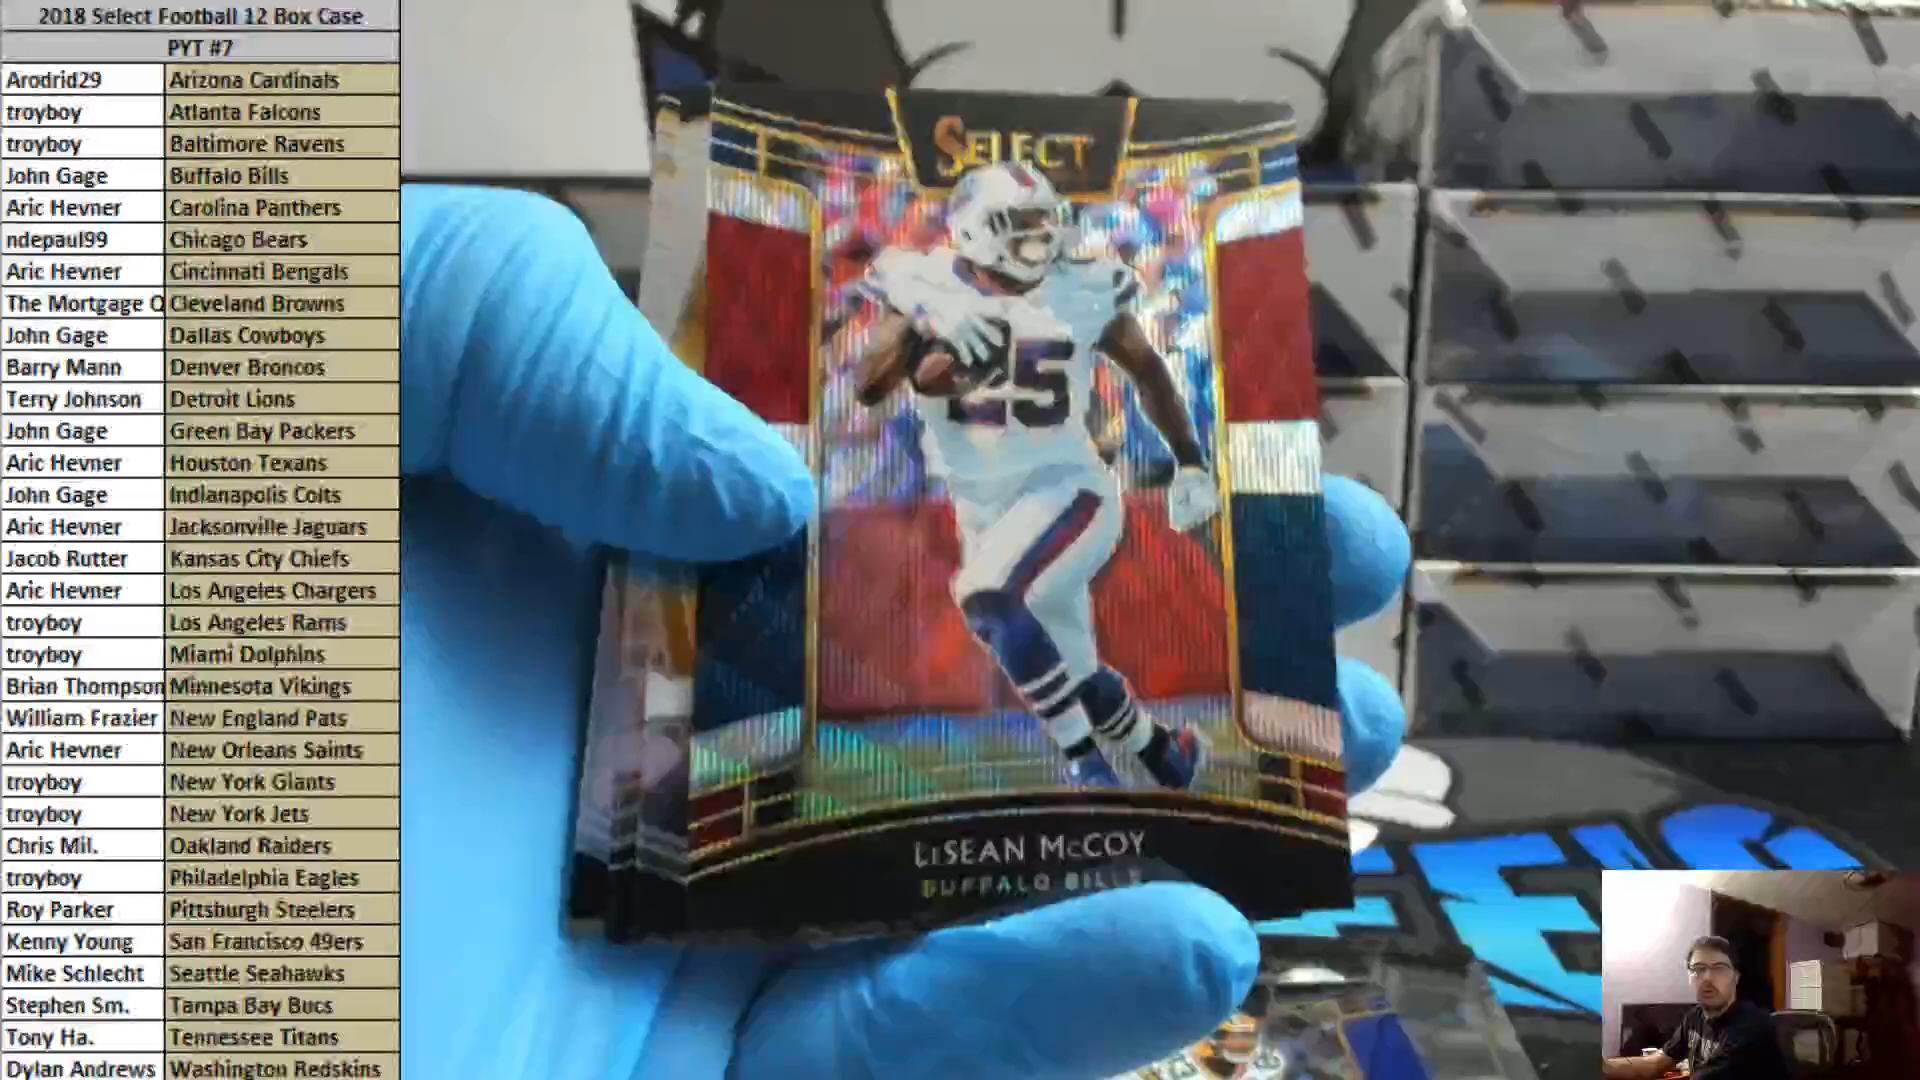 2018 Select Football 12 Box Case
PYT #7
Arodrid29 Arizona Cardinals
troyboy Atlanta Falcons
troyboy Baltimore Ravens
John Gage Buffalo Bills
Aric Hevner Carolina Panthers
ndepaul99 Chicago Bears
Aric Hevner Cincinnati Bengals
The Mortgage Cleveland Browns
John Gage Dallas Cowboys
Barry Mann Denver Broncos
Terry Johnson Detroit Lions
John Gage Green Bay Packers
Aric Hevner Houston Texans
John Gage Indianapolis Colts
Aric Hevner Jacksonville Jaguars
Jacob Rutter Kansas City Chiefs
Aric Hevner Los Angeles Chargers
troyboy Los Angeles Rams
troyboy Miami Dolphins
Brian Thompson Minnesota Vikings
William Frazier New England Pats
Aric Hevner New Orleans Saints
troyboy New York Giants
troyboy New York Jets
Chris Mil. Oakland Raiders
troyboy Philadelphia Eagles
Roy Parker Pittsburgh Steelers
Kenny Young San Francisco 49ers
Mike Schlecht Seattle Seahawks
Stephen Sm. Tampa Bay Bucs
Tony Ha. Tennessee Titans
Dylan Andrews Washington Redskins
SELECT
25
LeSEAN McCOY
BUFFALO BILLS